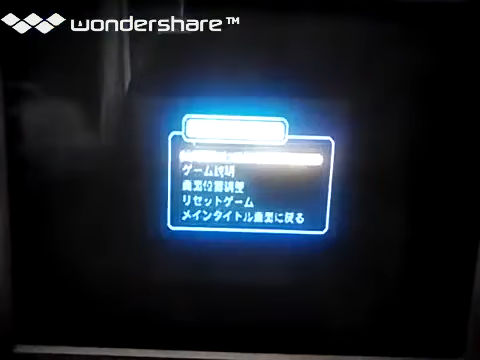 wondershare™
ゲーム説明
画面位置調整
リセットゲーム
メインタイトル画面に戻る